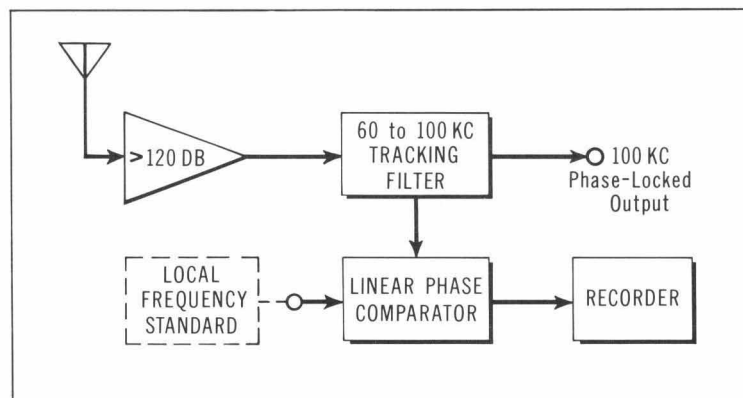 > 120 DB
60 to 100 KC
TRACKING
FILTER
100 KC
Phase-Locked
Output
LOCAL
FREQUENCY
STANDARD
LINEAR PHASE
COMPARATOR
RECORDER